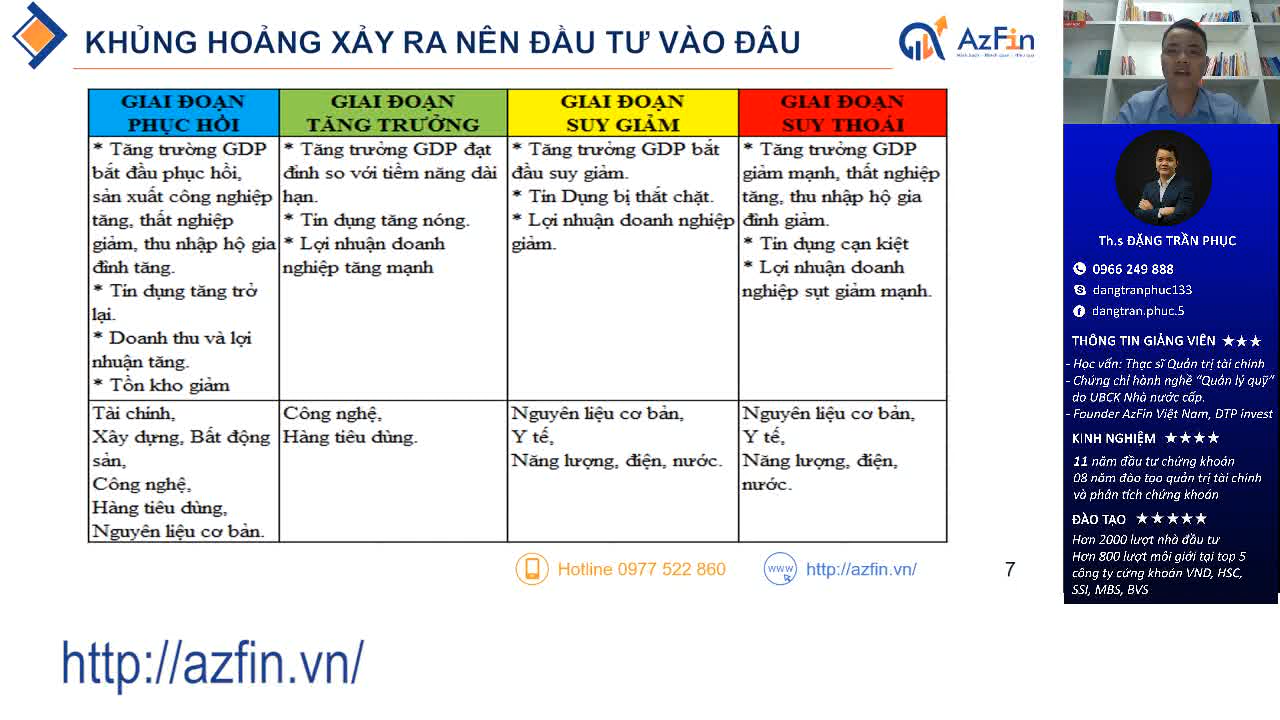 KHỦNG HOẢNG XẢY RA NÊN ĐẦU TƯ VÀO ĐÂU
AzFin
GIAI ĐOẠN
PHỤC HỒI
* Tăng trưởng GDP
bắt đầu phục hồi,
sản xuất công nghiệp
tăng, thất nghiệp
giảm, thu nhập hộ gia
đình tăng.
* Tín dụng tăng trở
lại.
* Doanh thu và lợi
nhuận tăng.
* Tồn kho giảm
Tài chính,
Xây dựng, Bất động
sản,
Công nghệ,
Hàng tiêu dùng,
Nguyên liệu cơ bản.
GIAI ĐOẠN
TĂNG TRƯỞNG
* Tăng trưởng GDP đạt
đỉnh so với tiềm năng dài
hạn.
* Tín dụng tăng nóng.
* Lợi nhuận doanh
nghiệp tăng mạnh
Công nghệ,
Hàng tiêu dùng.
GIAI ĐOẠN
SUY GIẢM
* Tăng trưởng GDP bắt
đầu suy giảm.
* Tín Dụng bị thắt chặt.
* Lợi nhuận doanh nghiệp
giảm.
Nguyên liệu cơ bản,
Y tế,
Năng lượng, điện, nước.
GIAI ĐOẠN
SUY THOÁI
* Tăng trưởng GDP
giảm mạnh, thất nghiệp
tăng, thu nhập hộ gia
đình giảm.
* Tín dụng cạn kiệt
* Lợi nhuận doanh
nghiệp sụt giảm mạnh.
Nguyên liệu cơ bản,
Y tế,
Năng lượng, điện,
nước.
Hotline 0977 522 860
www
http://azfin.vn/
7
http://azfin.vn/
Th.s ĐẶNG TRẦN PHỤC
0966 249 888
dangtranphuc133
dangtran.phuc.5
THÔNG TIN GIẢNG VIÊN ★★★
- Học vấn: Thạc sĩ Quản trị tài chính
- Chứng chỉ hành nghề “Quản lý quỹ”
do UBCK Nhà nước cấp.
- Founder AzFin Việt Nam, DTP invest
KINH NGHIỆM ★★★★
11 năm đầu tư chứng khoán
08 năm đào tạo quản trị tài chính
và phân tích chứng khoán
ĐÀO TẠO ★★★★★
Hơn 2000 lượt nhà đầu tư
Hơn 800 lượt môi giới tại top 5
công ty cứng khoán VND, HSC,
SSI, MBS, BVS